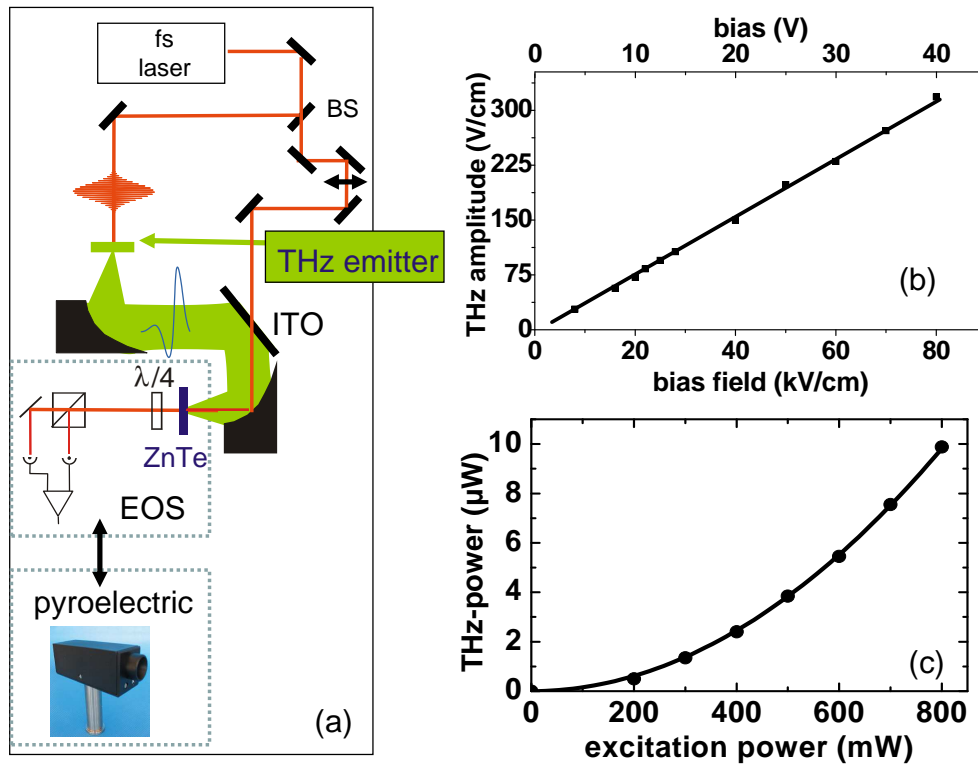 fs
laser
BS
THz emitter
ITO
λ/4
ZnTe
EOS
pyroelectric
(a)
bias (V)
0 10 20 30 40
THz amplitude (V/cm)
300
225
150
75
0
(b)
0 20 40 60 80
bias field (kV/cm)
THz-power (µW)
10
8
6
4
2
0
(c)
0 200 400 600 800
excitation power (mW)